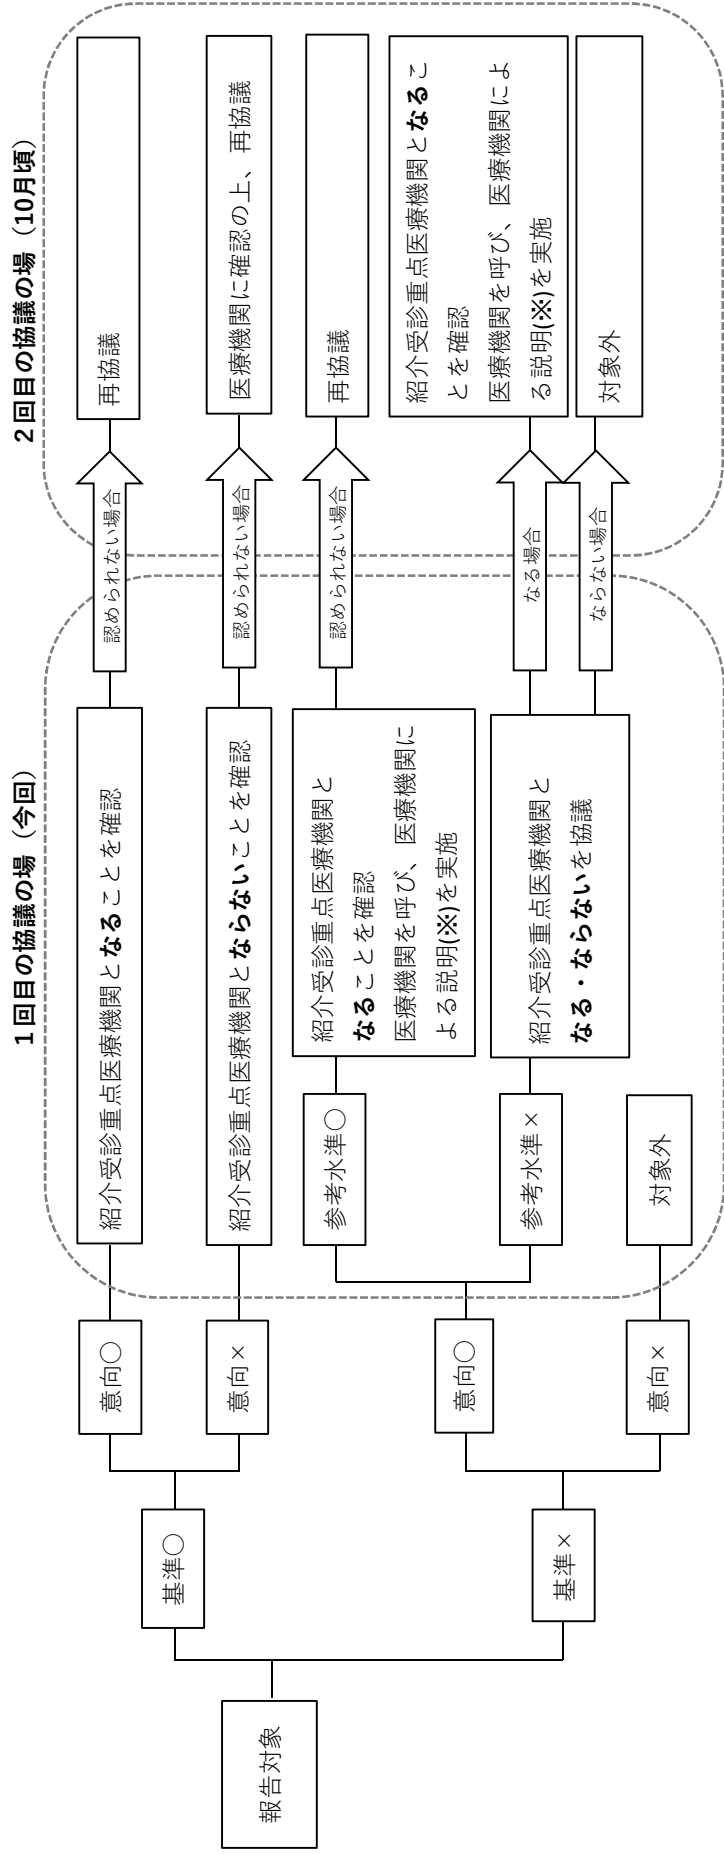 1回目の協議の場（今回）
2回目の協議の場（10月頃）
報告対象
基準○
基準×
意向○
意向×
意向○
意向×
紹介受診重点医療機関となることを確認
認められない場合
再協議
紹介受診重点医療機関とならないことを確認
認められない場合
医療機関に確認の上、再協議
参考水準○
紹介受診重点医療機関と
なることを確認
医療機関を呼び、医療機関に
よる説明(※)を実施
認められない場合
再協議
参考水準×
紹介受診重点医療機関と
なる・ならないを協議
なる場合
紹介受診重点医療機関となるこ
とを確認
医療機関を呼び、医療機関によ
る説明(※)を実施
ならない場合
対象外
対象外